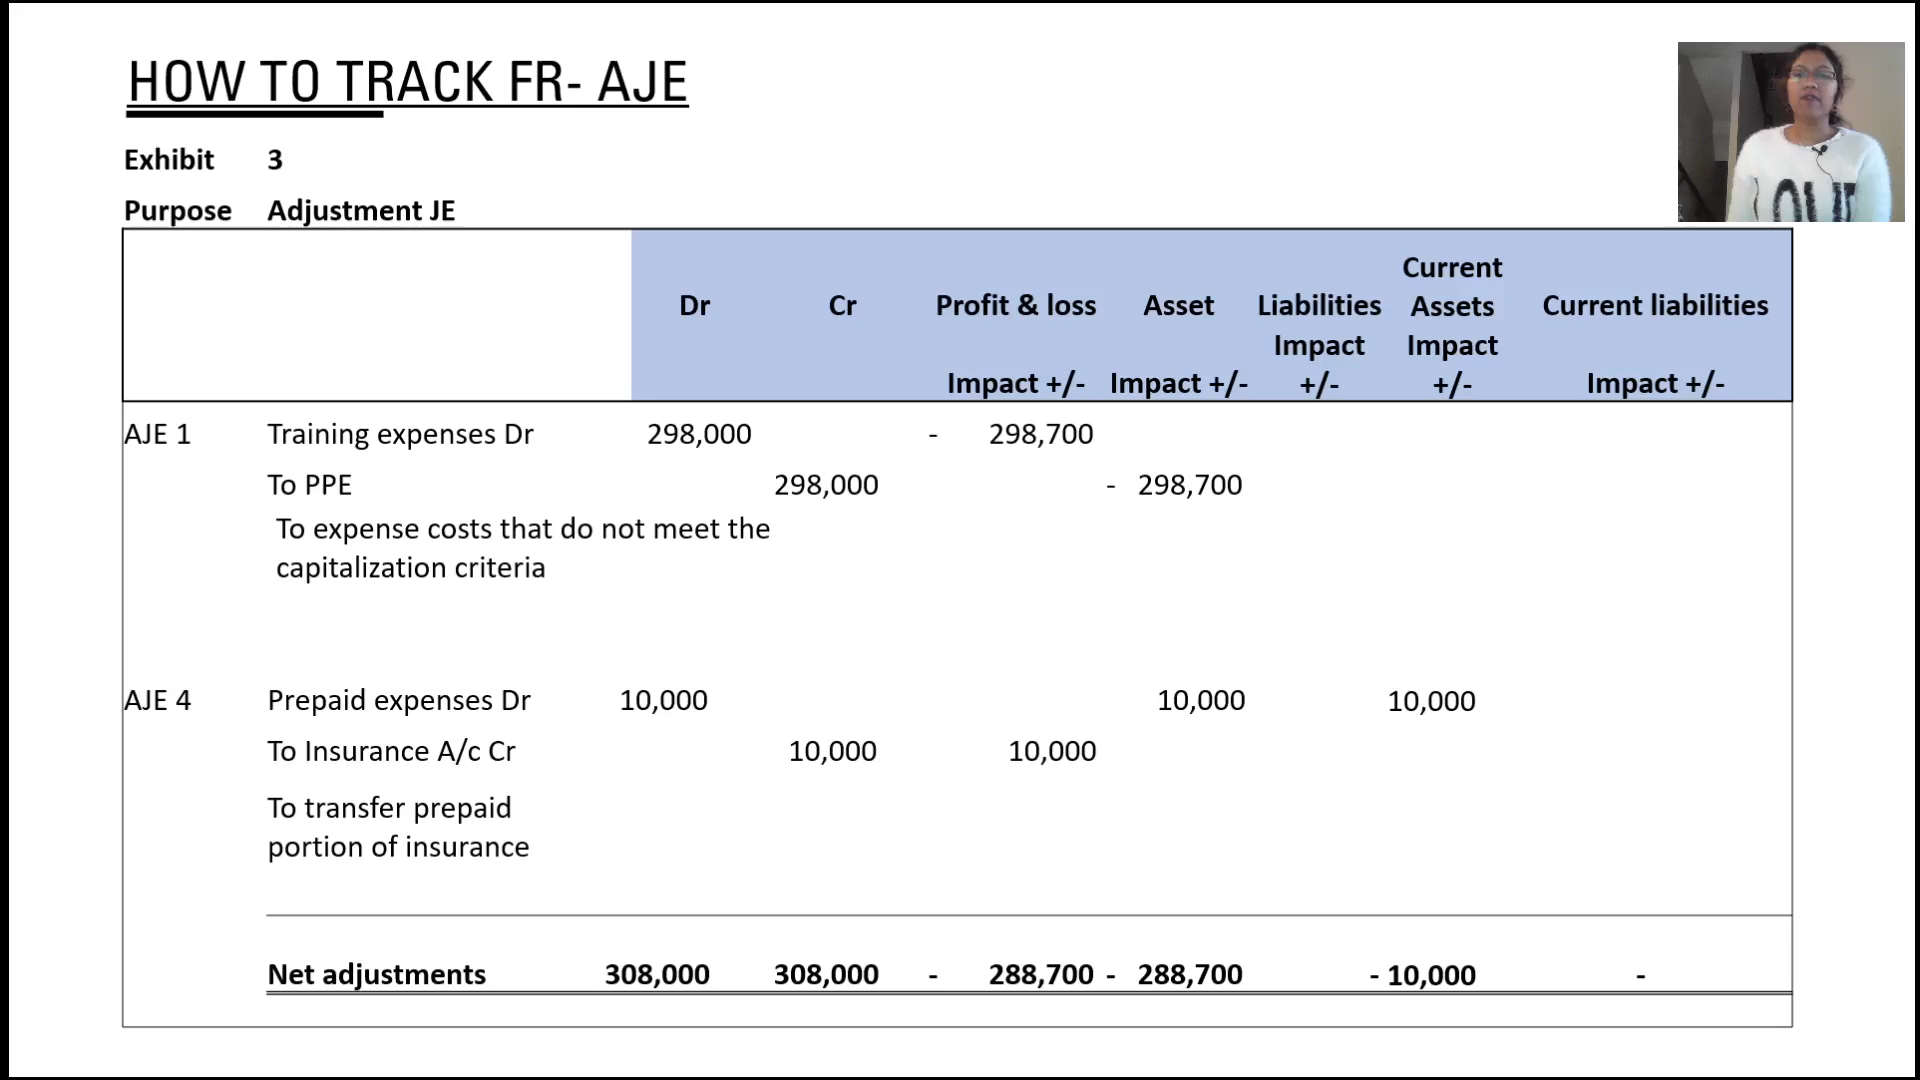 HOW TO TRACK FR- AJE
Exhibit 3
Purpose Adjustment JE
Dr Cr Profit & loss Impact +/- Asset Impact +/- Liabilities Impact +/- Current Assets Impact +/- Current liabilities Impact +/-
AJE 1 Training expenses Dr 298,000 - 298,700
To PPE 298,000 - 298,700
To expense costs that do not meet the
capitalization criteria
AJE 4 Prepaid expenses Dr 10,000 10,000 10,000
To Insurance A/c Cr 10,000 10,000
To transfer prepaid
portion of insurance
Net adjustments 308,000 308,000 - 288,700 - 288,700 - 10,000 -